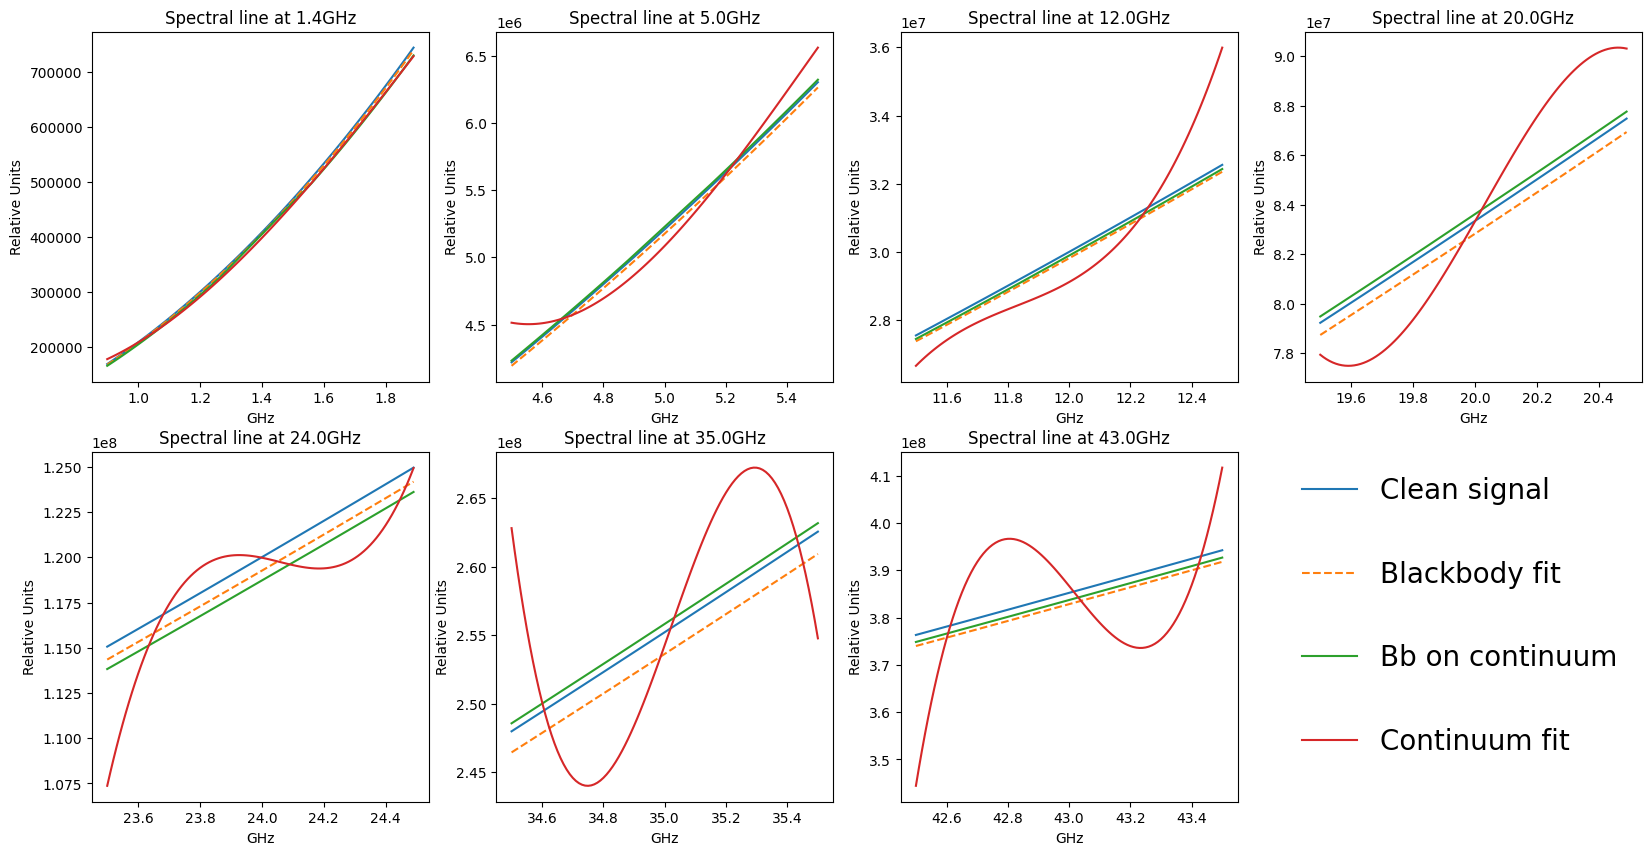 Spectral line at 1.4GHz
Relative Units
700000
600000
500000
400000
300000
200000
1.0 1.2 1.4 1.6 1.8
GHz
Spectral line at 5.0GHz
1e6
Relative Units
6.5
6.0
5.5
5.0
4.5
4.6 4.8 5.0 5.2 5.4
GHz
Spectral line at 12.0GHz
1e7
Relative Units
3.6
3.4
3.2
3.0
2.8
11.6 11.8 12.0 12.2 12.4
GHz
Spectral line at 20.0GHz
1e7
Relative Units
9.0
8.8
8.6
8.4
8.2
8.0
7.8
19.6 19.8 20.0 20.2 20.4
GHz
Spectral line at 24.0GHz
1e8
Relative Units
1.250
1.225
1.200
1.175
1.150
1.125
1.100
1.075
23.6 23.8 24.0 24.2 24.4
GHz
Spectral line at 35.0GHz
1e8
Relative Units
2.65
2.60
2.55
2.50
2.45
34.6 34.8 35.0 35.2 35.4
GHz
Spectral line at 43.0GHz
1e8
Relative Units
4.1
4.0
3.9
3.8
3.7
3.6
3.5
42.6 42.8 43.0 43.2 43.4
GHz
Clean signal
Blackbody fit
Bb on continuum
Continuum fit